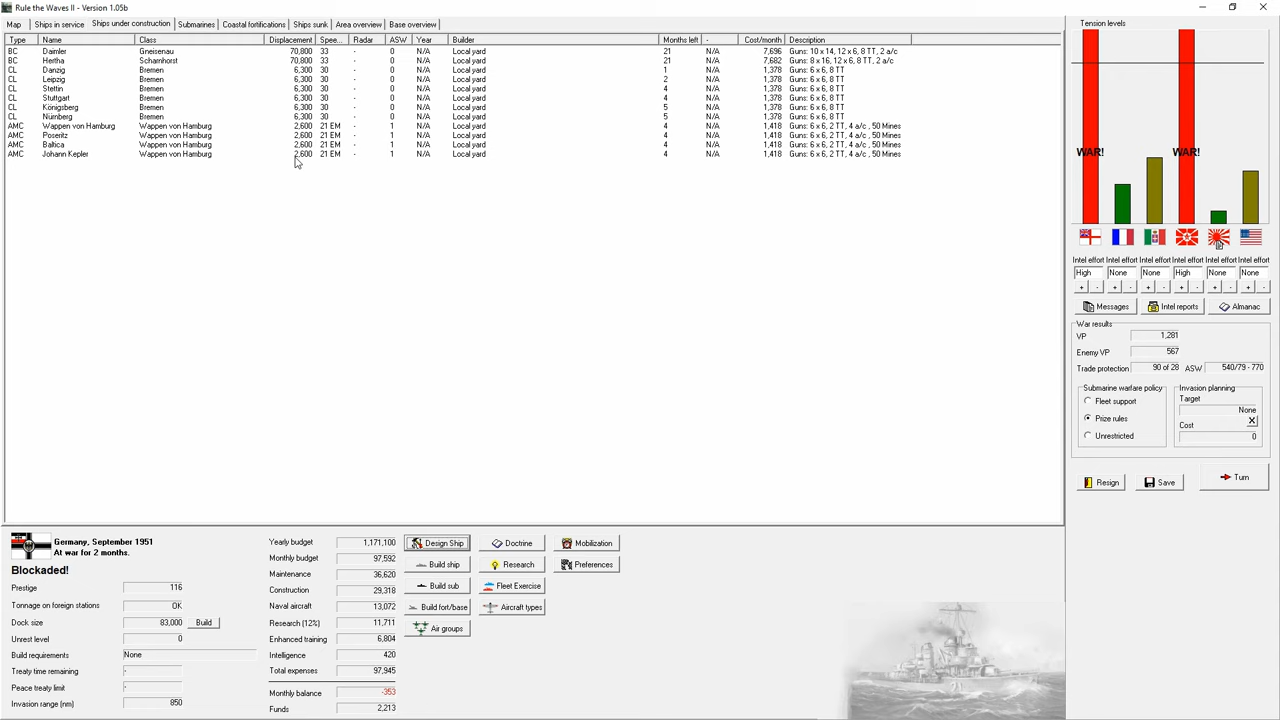 Rule the Waves II - Version 1.05b
Map Ships in service Ships under construction Submarines Coastal fortifications Ships sunk Area overview Base overview
Type Name Class Displacement Spee... Radar ASW Year Builder Months left - Cost/month Description
BC Daimler Gneisenau 70,800 33 - 0 N/A Local yard 21 N/A 7,696 Guns: 10 x 14, 12 x 6, 8 TT, 2 a/c
BC Hertha Scharnhorst 70,800 33 - 0 N/A Local yard 21 N/A 7,682 Guns: 8 x 16, 12 x 6, 8 TT, 2 a/c
CL Danzig Bremen 6,300 30 - 0 N/A Local yard 1 N/A 1,378 Guns: 6 x 6, 8 TT
CL Leipzig Bremen 6,300 30 - 0 N/A Local yard 2 N/A 1,378 Guns: 6 x 6, 8 TT
CL Stettin Bremen 6,300 30 - 0 N/A Local yard 4 N/A 1,378 Guns: 6 x 6, 8 TT
CL Stuttgart Bremen 6,300 30 - 0 N/A Local yard 4 N/A 1,378 Guns: 6 x 6, 8 TT
CL Königsberg Bremen 6,300 30 - 0 N/A Local yard 5 N/A 1,378 Guns: 6 x 6, 8 TT
CL Nürnberg Bremen 6,300 30 - 0 N/A Local yard 5 N/A 1,378 Guns: 6 x 6, 8 TT
AMC Wappen von Hamburg Wappen von Hamburg 2,600 21 EM - 1 N/A Local yard 4 N/A 1,418 Guns: 6 x 6, 2 TT, 4 a/c , 50 Mines
AMC Poseritz Wappen von Hamburg 2,600 21 EM - 1 N/A Local yard 4 N/A 1,418 Guns: 6 x 6, 2 TT, 4 a/c , 50 Mines
AMC Baltica Wappen von Hamburg 2,600 21 EM - 1 N/A Local yard 4 N/A 1,418 Guns: 6 x 6, 2 TT, 4 a/c , 50 Mines
AMC Johann Kepler Wappen von Hamburg 2,600 21 EM - 1 N/A Local yard 4 N/A 1,418 Guns: 6 x 6, 2 TT, 4 a/c , 50 Mines
Tension levels
WAR! WAR!
Intel effort Intel effort Intel effort Intel effort Intel effort Intel effort
High None None High None None
+ - + - + - + - + - + -
Messages Intel reports Almanac
War results
VP 1,281
Enemy VP 567
Trade protection 90 of 28 ASW 540/79 - 770
Submarine warfare policy
Fleet support
Prize rules
Unrestricted
Invasion planning
Target
None
Cost X
0
Resign Save Turn
Germany, September 1951
At war for 2 months.
Blockaded!
Prestige 116
Tonnage on foreign stations OK
Dock size 83,000 Build
Unrest level 0
Build requirements None
Treaty time remaining -
Peace treaty limit -
Invasion range (nm) 850
Yearly budget 1,171,100
Monthly budget 97,592
Maintenance 36,620
Construction 29,318
Naval aircraft 13,072
Research (12%) 11,711
Enhanced training 6,804
Intelligence 420
Total expenses 97,945
Monthly balance -353
Funds 2,213
Design Ship Doctrine Mobilization
Build ship Research Preferences
Build sub Fleet Exercise
Build fort/base Aircraft types
Air groups